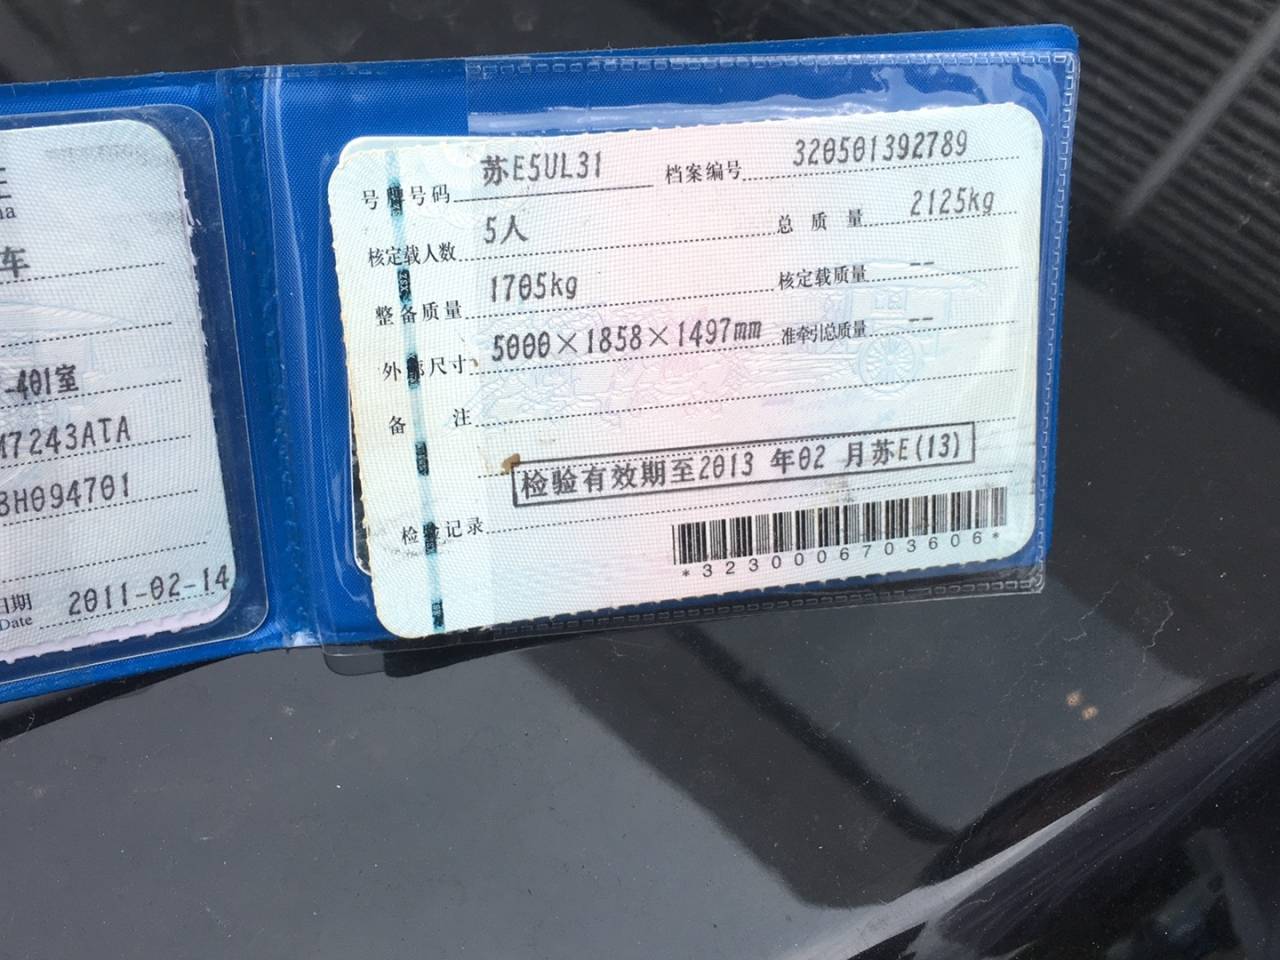 车
-401室
M7243ATA
BH094701
日期
Date
2011-02-14
号牌号码 苏E5UL31 档案编号 320501392789
核定载人数 5人 总质量 2125kg
整备质量 1705kg 核定载质量 --
外廓尺寸 5000×1858×1497mm 准牵引总质量 --
备注
检验有效期至2013年02月苏E(13)
检验记录
*3230006703606*